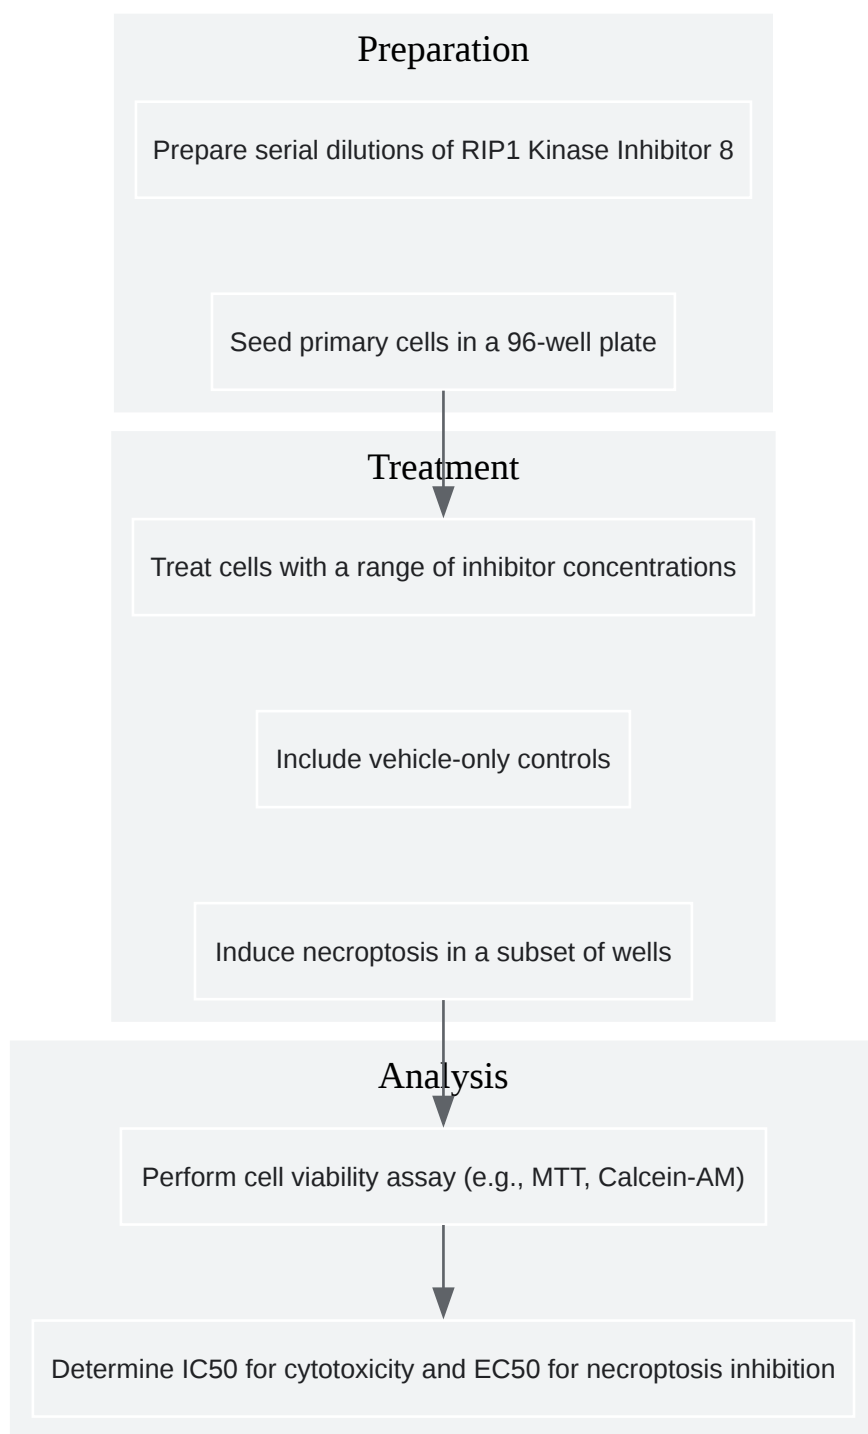 Preparation
Prepare serial dilutions of RIP1 Kinase Inhibitor 8
Seed primary cells in a 96-well plate
Treatment
Treat cells with a range of inhibitor concentrations
Include vehicle-only controls
Induce necroptosis in a subset of wells
Analysis
Perform cell viability assay (e.g., MTT, Calcein-AM)
Determine IC50 for cytotoxicity and EC50 for necroptosis inhibition